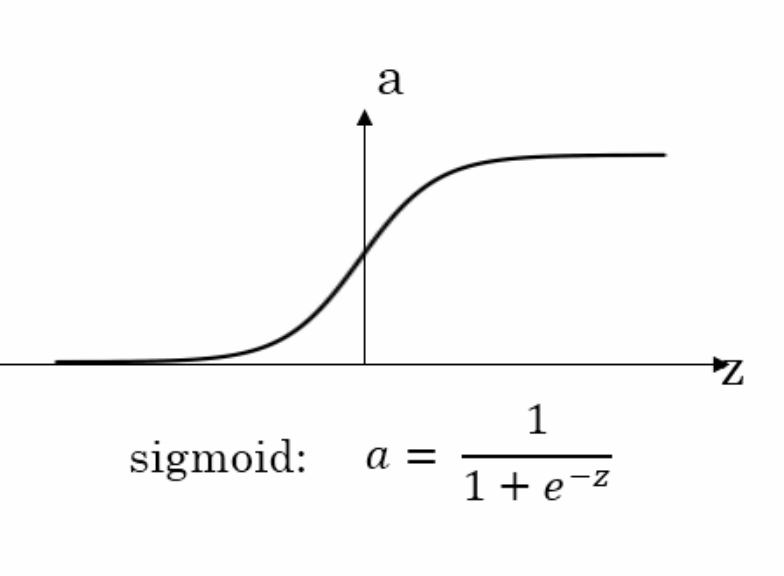 a
z
sigmoid: a = 1 / (1 + e^{-z})